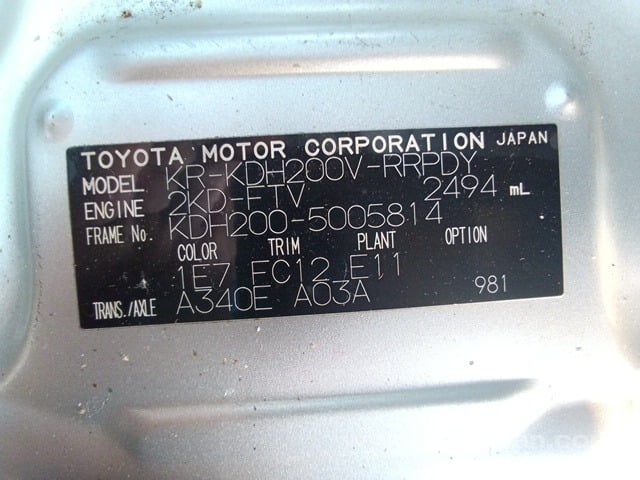 TOYOTA MOTOR CORPORATION JAPAN
MODEL KR-KDH200V-RRPDY
ENGINE 2KD-FTV 2494 mL
FRAME No. KDH200-5005814
COLOR TRIM PLANT OPTION
1E7 FC12 E11
TRANS./AXLE A340E A03A 981